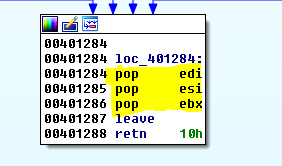 00401284
00401284 loc_401284:
00401284 pop edi
00401285 pop esi
00401286 pop ebx
00401287 leave
00401288 retn 10h